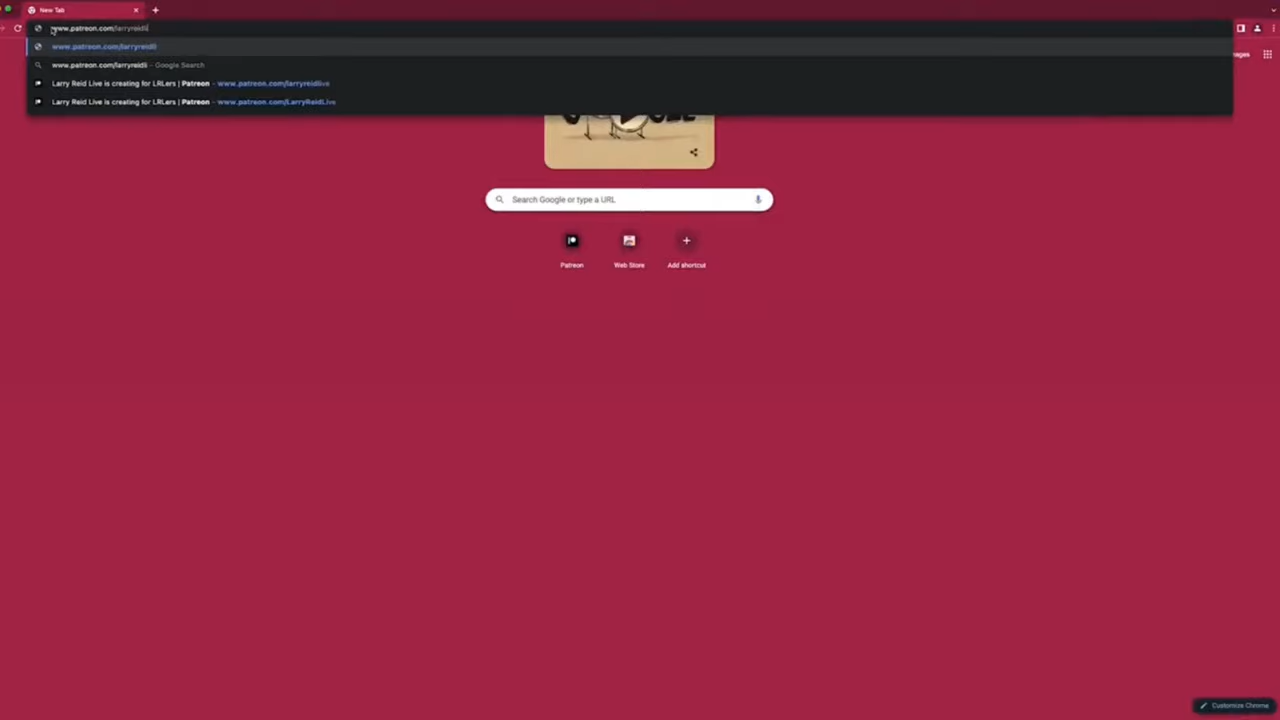 New Tab
www.patreon.com/larryreidli
www.patreon.com/larryreidli
www.patreon.com/larryreidli - Google Search
Larry Reid Live is creating for LRLers | Patreon - www.patreon.com/larryreidlive
Larry Reid Live is creating for LRLers | Patreon - www.patreon.com/LarryReidLive
Search Google or type a URL
Patreon
Web Store
Add shortcut
Customize Chrome